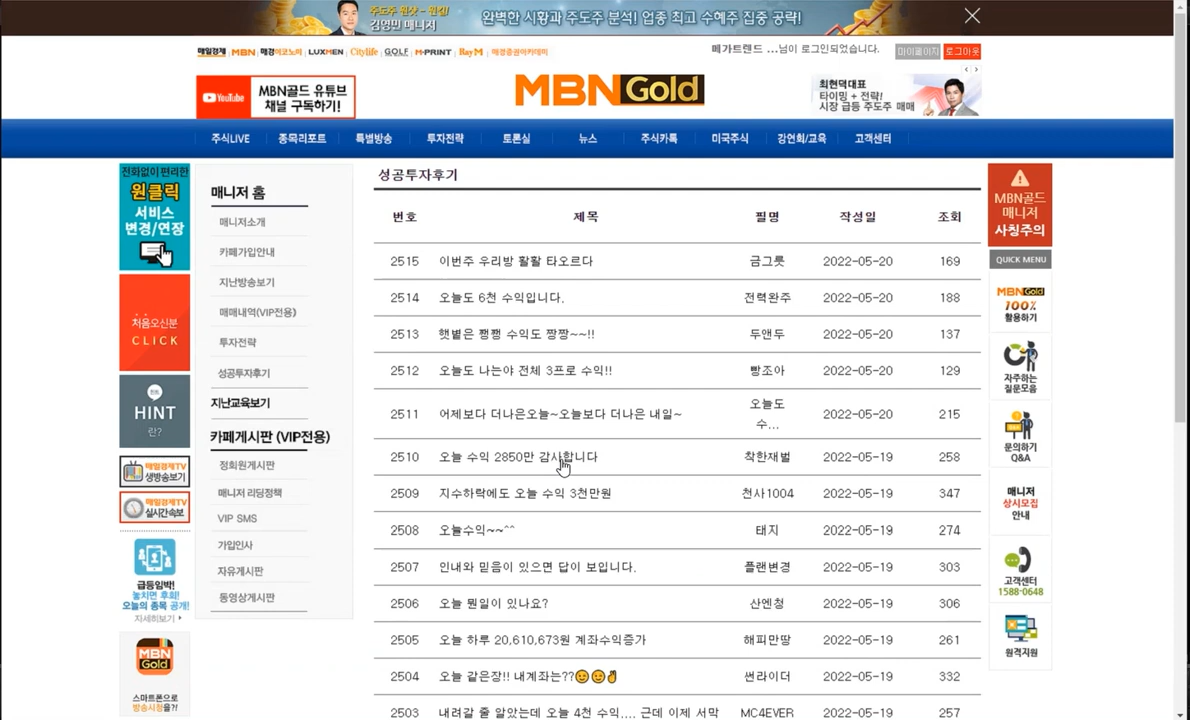 주도주 원샷 - 원킬!
김영민 매니저
완벽한 시황과 주도주 분석! 업종 최고 수혜주 집중 공략!
매일경제 MBN 매경이코노미 LUXMEN Citylife GOLF M-PRINT RayM 매경증권아카데미
메가트렌드 ...님이 로그인되었습니다.
마이페이지 로그아웃
YouTube
MBN골드 유튜브
채널 구독하기!
MBN Gold
최현덕대표
타이밍 + 전략!
시장 급등 주도주 매매
주식LIVE 종목리포트 특별방송 투자전략 토론실 뉴스 주식카톡 미국주식 강연회/교육 고객센터
전화없이 편리한
원클릭
서비스
변경/연장
처음오신분
CLICK
HINT
란?
매일경제TV
생방송보기
매일경제TV
실시간속보
급등임박!
놓치면 후회!
오늘의 종목 공개!
자세히보기
MBN
Gold
스마트폰으로
방송시청을?!
매니저 홈
매니저소개
카페가입안내
지난방송보기
매매내역(VIP전용)
투자전략
성공투자후기
지난교육보기
카페게시판 (VIP전용)
정회원게시판
매니저 리딩정책
VIP SMS
가입인사
자유게시판
동영상게시판
성공투자후기
번호 제목 필명 작성일 조회
2515 이번주 우리방 활활 타오르다 금그릇 2022-05-20 169
2514 오늘도 6천 수익입니다. 전력완주 2022-05-20 188
2513 햇볕은 쨍쨍 수익도 짱짱~~!! 두앤두 2022-05-20 137
2512 오늘도 나는야 전체 3프로 수익!! 빵조아 2022-05-20 129
2511 어제보다 더나은오늘~오늘보다 더나은 내일~ 오늘도수... 2022-05-20 215
2510 오늘 수익 2850만 감사합니다 착한재벌 2022-05-19 258
2509 지수하락에도 오늘 수익 3천만원 천사1004 2022-05-19 347
2508 오늘수익~~^^ 태지 2022-05-19 274
2507 인내와 믿음이 있으면 답이 보입니다. 플랜변경 2022-05-19 303
2506 오늘 뭔일이 있나요? 산엔청 2022-05-19 306
2505 오늘 하루 20,610,673원 계좌수익증가 해피만땅 2022-05-19 261
2504 오늘 같은장!! 내계좌는??😉😉✌ 썬라이더 2022-05-19 332
2503 내려갈 줄 알았는데 오늘 4천 수익.... 근데 이제 서막 MC4EVER 2022-05-19 257
MBN골드
매니저
사칭주의
QUICK MENU
MBN Gold
100%
활용하기
자주하는
질문모음
문의하기
Q&A
매니저
상시모집
안내
고객센터
1588-0648
원격지원